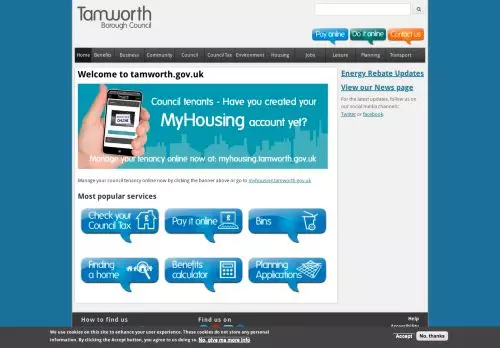 Tamworth
Borough Council
Pay online
Do it online
Contact us
Home Benefits Business Community Council Council Tax Environment Housing Jobs Leisure Planning Transport
Welcome to tamworth.gov.uk
Council tenants - Have you created your
MyHousing account yet?
Manage your tenancy online now at: myhousing.tamworth.gov.uk
Manage your council tenancy online now by clicking the banner above or go to myhousing.tamworth.gov.uk
Most popular services
Check your
Council Tax
Pay it online
Bins
Finding
a home
Benefits
calculator
Planning
Applications
Energy Rebate Updates
View our News page
For the latest updates, follow us on
our social media channels:
Twitter or Facebook.
How to find us
Find us on
Help
Accessibility
We use cookies on this site to enhance your user experience. These cookies do not store any personal
information. By clicking the Accept button, you agree to us doing so. No, give me more info
Accept
No, thanks